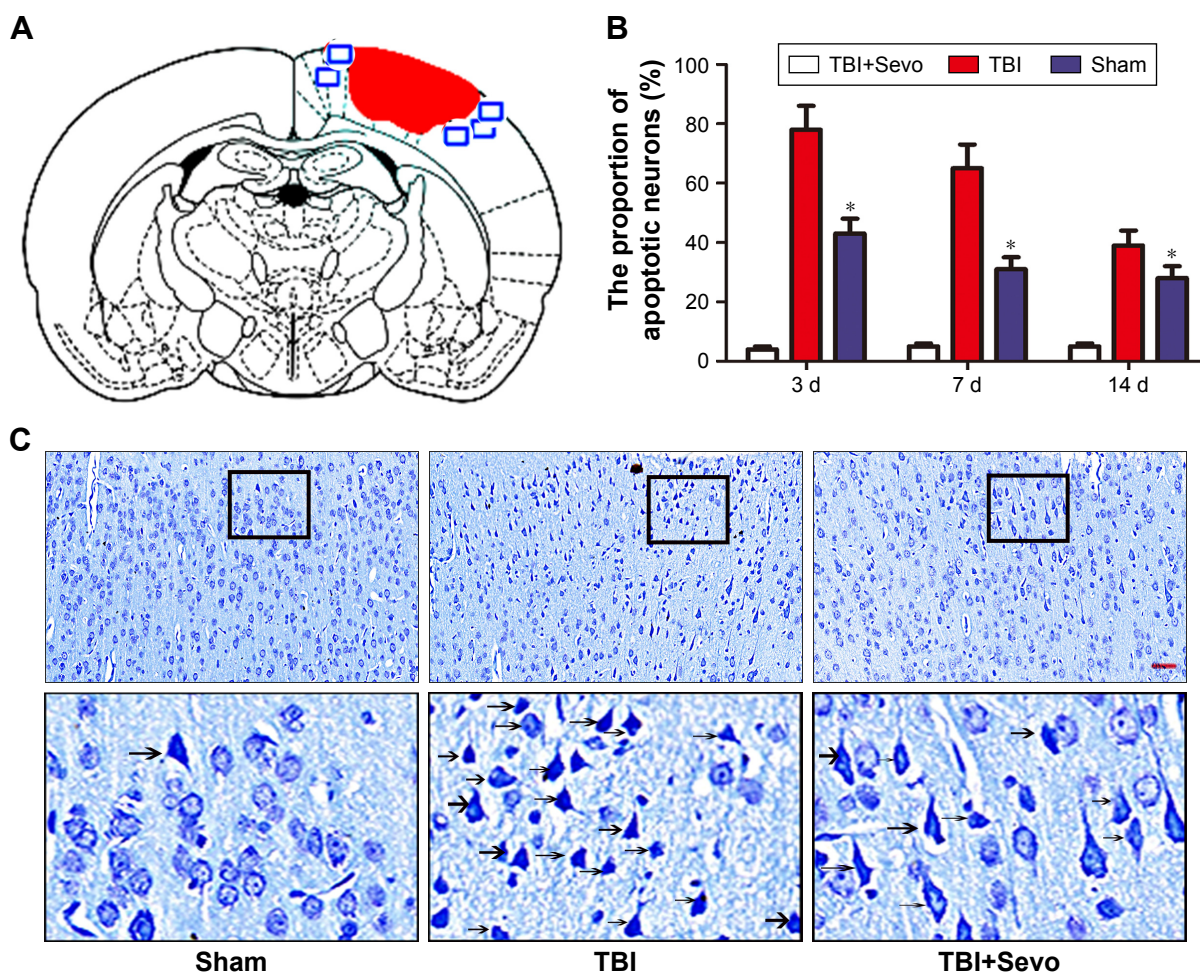 A
B
TBI+Sevo TBI Sham
The proportion of
apoptotic neurons (%)
100
80
60
40
20
0
*
*
*
3 d 7 d 14 d
C
Sham TBI TBI+Sevo